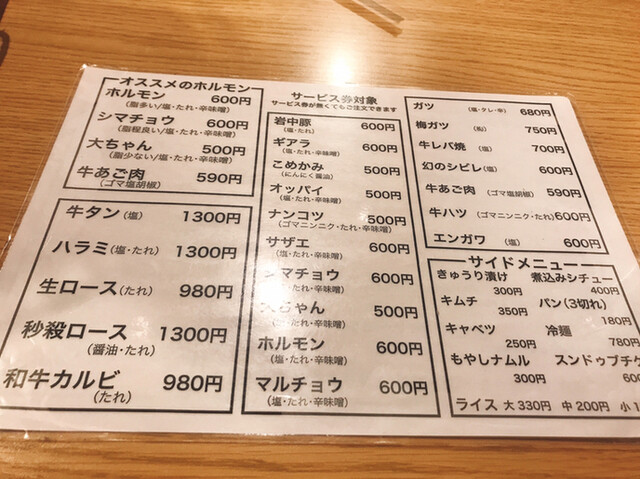 オススメのホルモン
ホルモン 600円
(脂多い/塩・たれ・辛味噌)
シマチョウ 600円
(脂程良い/塩・たれ・辛味噌)
大ちゃん 500円
(脂少ない/塩・たれ・辛味噌)
牛あご肉 590円
(ゴマ塩胡椒)
牛タン(塩) 1300円
ハラミ(塩・たれ) 1300円
生ロース(たれ) 980円
秒殺ロース 1300円
(醤油・たれ)
和牛カルビ 980円
(たれ)
サービス券対象
サービス券が無くてもご注文できます
岩中豚 600円
(塩・たれ)
ギアラ 600円
(塩・たれ・辛味噌)
こめかみ 500円
(にんにく醤油)
オッパイ 500円
(塩・たれ・辛味噌)
ナンコツ 500円
(ゴマニンニク・たれ・辛味噌)
サザエ 600円
(塩・たれ・辛味噌)
シマチョウ 600円
(塩・たれ・辛味噌)
大ちゃん 500円
(塩・たれ・辛味噌)
ホルモン 600円
(塩・たれ・辛味噌)
マルチョウ 600円
(塩・たれ・辛味噌)
ガツ (塩・タレ・辛) 680円
梅ガツ 750円
牛レバ焼 (塩) 700円
幻のシビレ (塩) 600円
牛あご肉 (ゴマ塩胡椒) 590円
牛ハツ (ゴマニンニク・たれ) 600円
エンガワ (塩) 600円
サイドメニュー
きゅうり漬け 煮込みシチュー
300円 400円
キムチ パン(3切れ)
350円 180円
キャベツ 冷麺
250円 780円
もやしナムル スンドゥブチゲ
300円
ライス 大330円 中200円 小